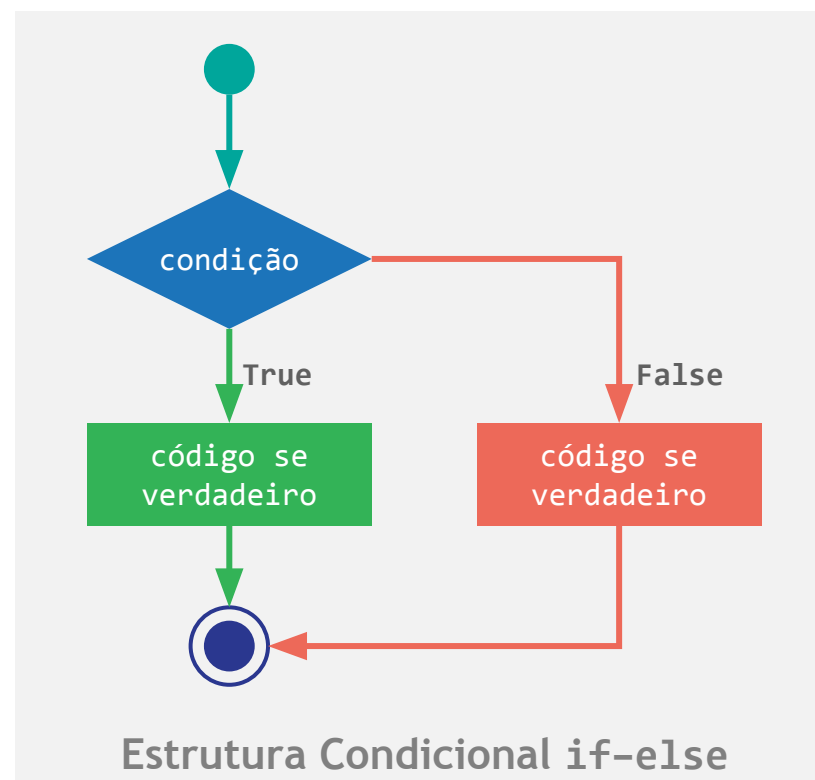 condição
True
False
código se
verdadeiro
código se
verdadeiro
Estrutura Condicional if-else